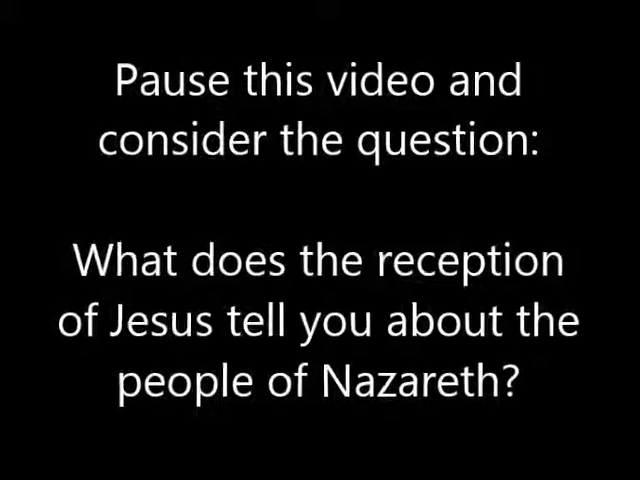 Pause this video and
consider the question:
What does the reception
of Jesus tell you about the
people of Nazareth?